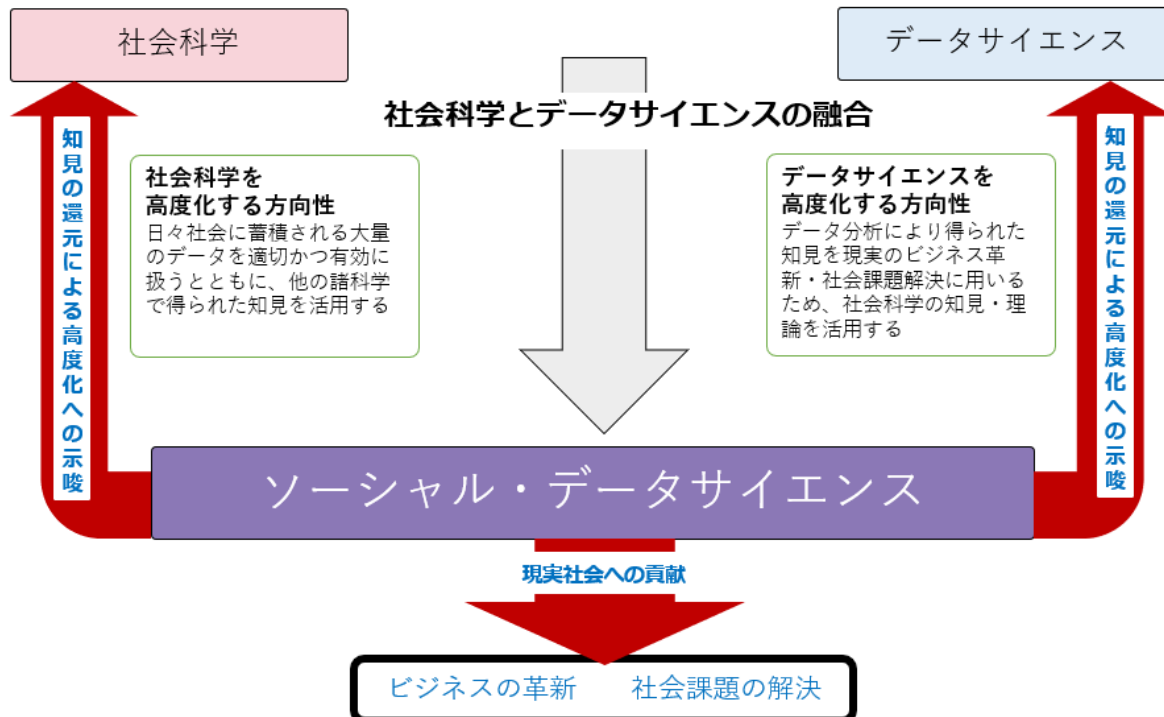 社会科学
データサイエンス
社会科学とデータサイエンスの融合
知見の還元による高度化への示唆
社会科学を
高度化する方向性
日々社会に蓄積される大量
のデータを適切かつ有効に
扱うとともに、他の諸科学
で得られた知見を活用する
データサイエンスを
高度化する方向性
データ分析により得られた
知見を現実のビジネス革
新・社会課題解決に用いる
ため、社会科学の知見・理
論を活用する
知見の還元による高度化への示唆
ソーシャル・データサイエンス
現実社会への貢献
ビジネスの革新 社会課題の解決